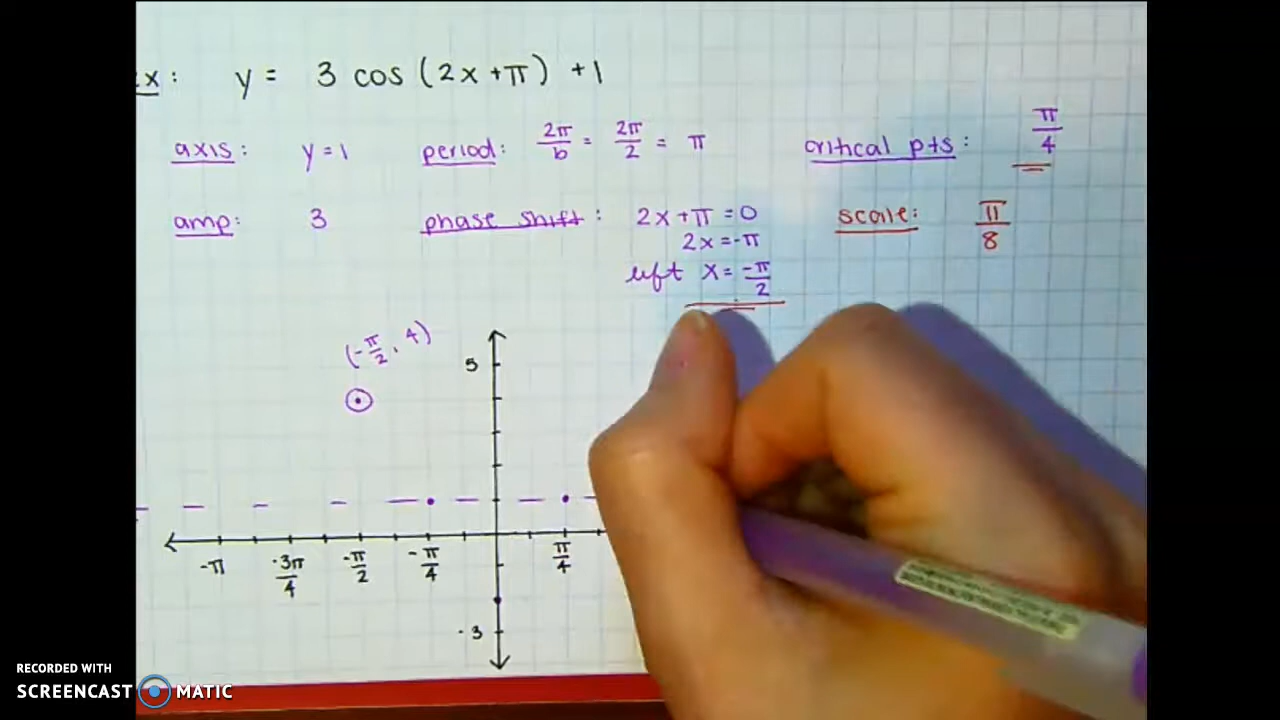 ex: y = 3 cos (2x+π) +1
axis: y=1 period: 2π/b = 2π/2 = π critical pts: π/4
amp: 3 phase shift: 2x+π=0 scale: π/8
2x=-π
left x= -π/2
(-π/2, 4)
5
-π -3π/4 -π/2 -π/4 π/4
-3
RECORDED WITH
SCREENCAST MATIC